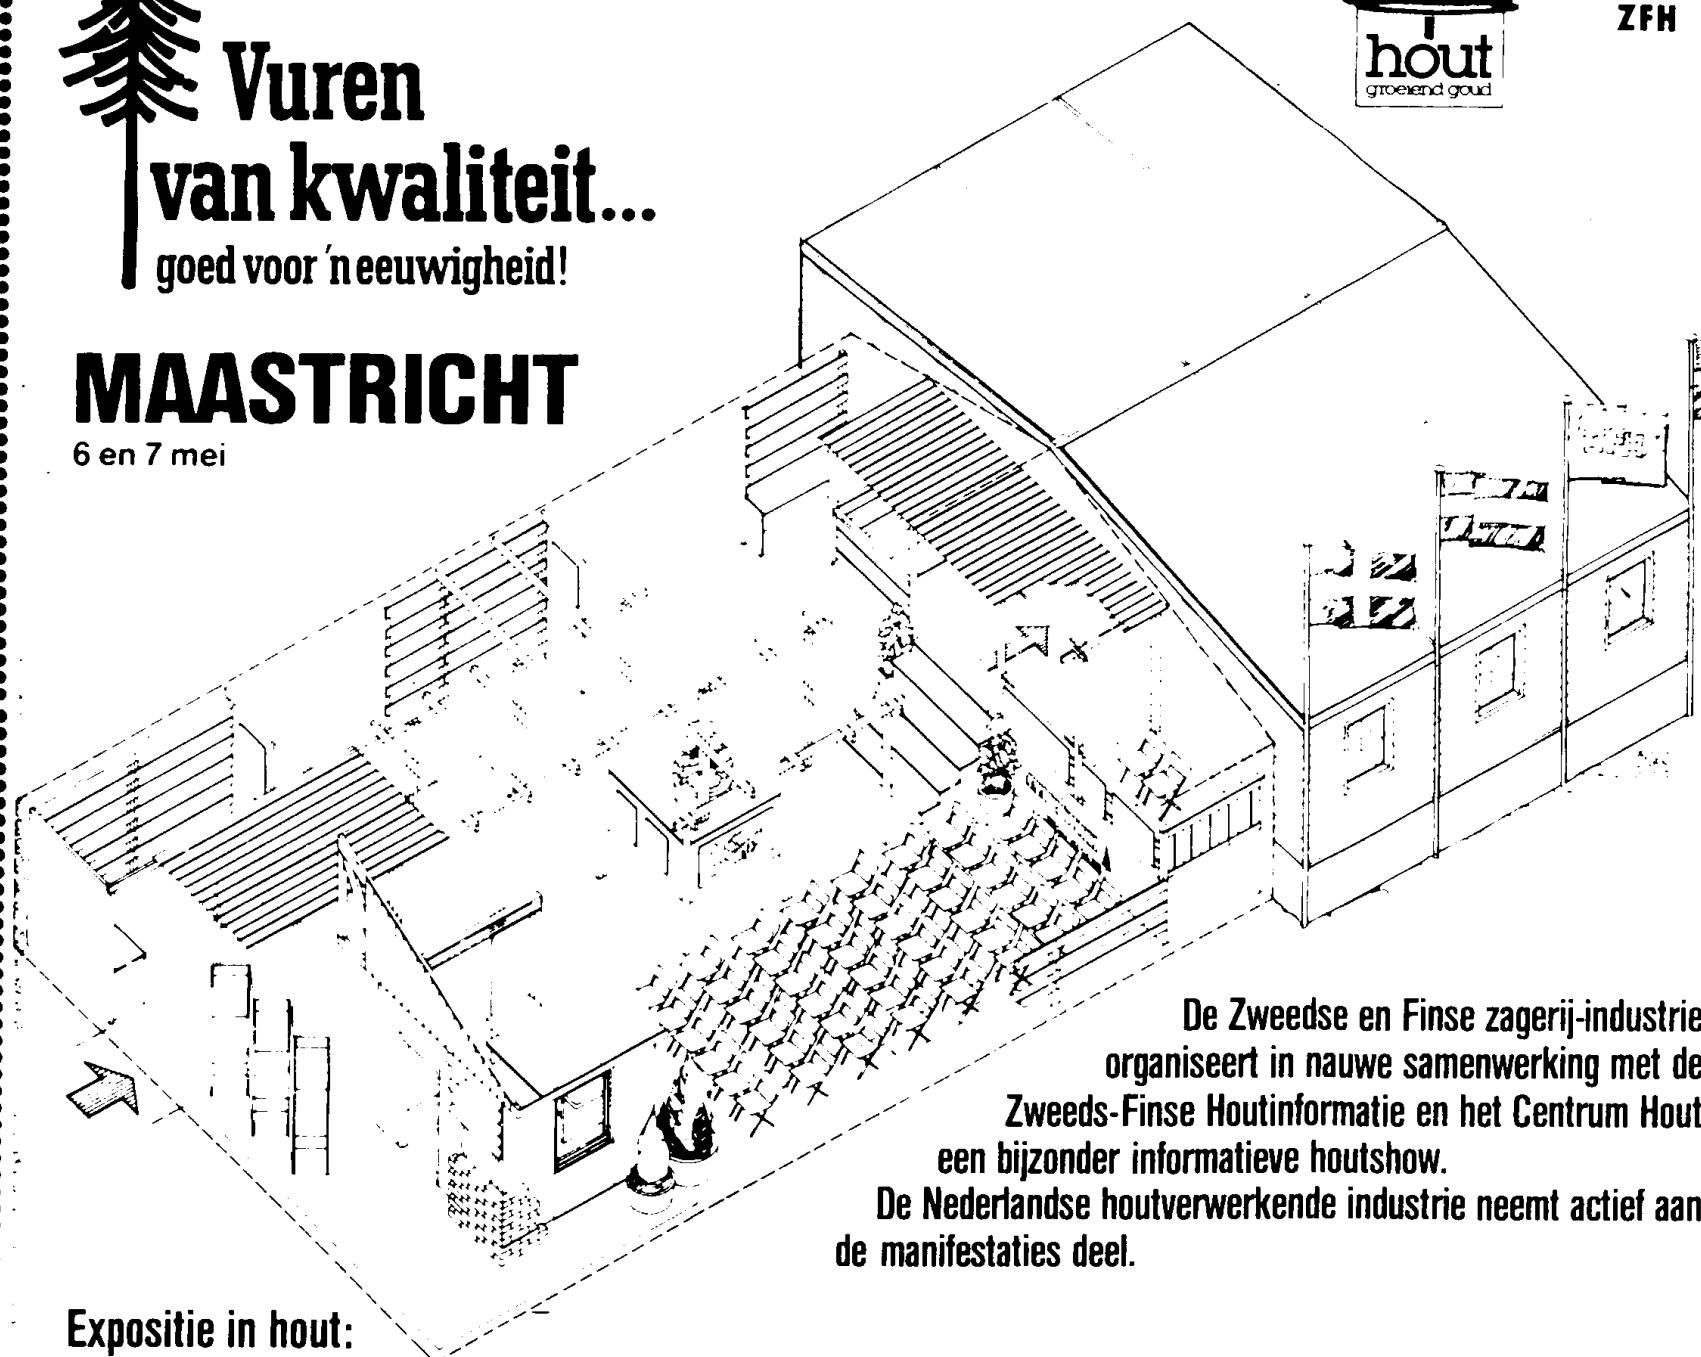 ZFH
hout
groeiend goud
Vuren
van kwaliteit...
goed voor 'n eeuwigheid!
MAASTRICHT
6 en 7 mei
De Zweedse en Finse zagerij-industrie
organiseert in nauwe samenwerking met de
Zweeds-Finse Houtinformatie en het Centrum Hout
een bijzonder informatieve houtshow.
De Nederlandse houtverwerkende industrie neemt actief aan
de manifestaties deel.
Expositie in hout: